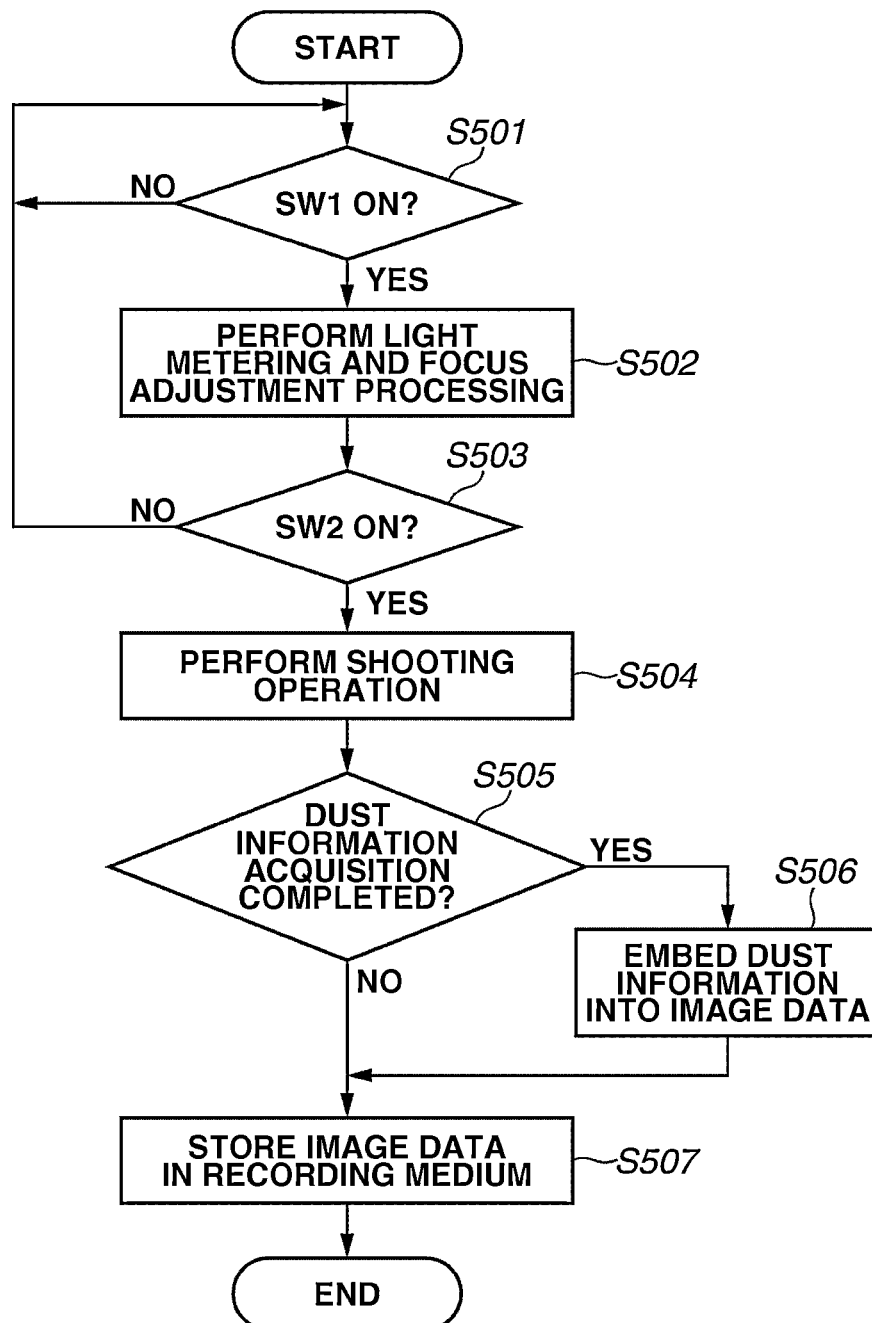 START
S501
NO
SW1 ON?
YES
PERFORM LIGHT
METERING AND FOCUS
ADJUSTMENT PROCESSING
S502
S503
NO
SW2 ON?
YES
PERFORM SHOOTING
OPERATION
S504
S505
DUST
INFORMATION
ACQUISITION
COMPLETED?
YES
S506
EMBED DUST
INFORMATION
INTO IMAGE DATA
NO
STORE IMAGE DATA
IN RECORDING MEDIUM
S507
END